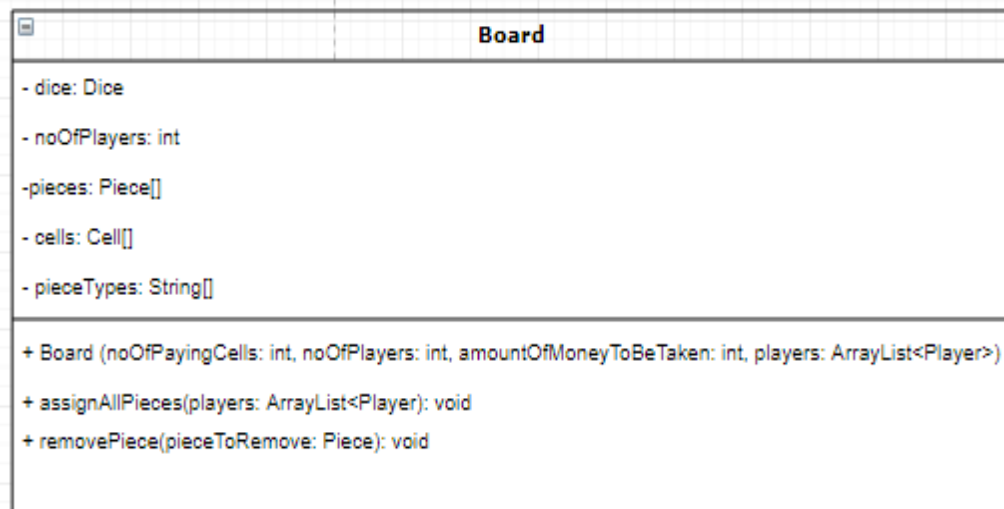 Board
- dice: Dice
- noOfPlayers: int
-pieces: Piece[]
- cells: Cell[]
- pieceTypes: String[]
+ Board (noOfPayingCells: int, noOfPlayers: int, amountOfMoneyToBeTaken: int, players: ArrayList<Player>)
+ assignAllPieces(players: ArrayList<Player): void
+ removePiece(pieceToRemove: Piece): void